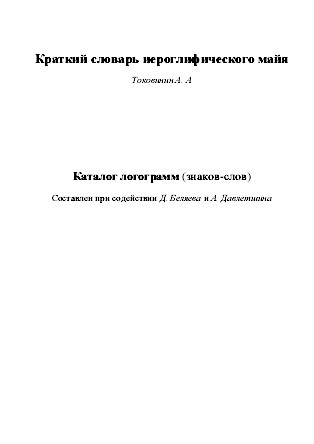 Краткий словарь иероглифического майя
Токовинин А. А
Каталог логограмм (знаков-слов)
Составлен при содействии Д. Беляева и А. Давлетшина